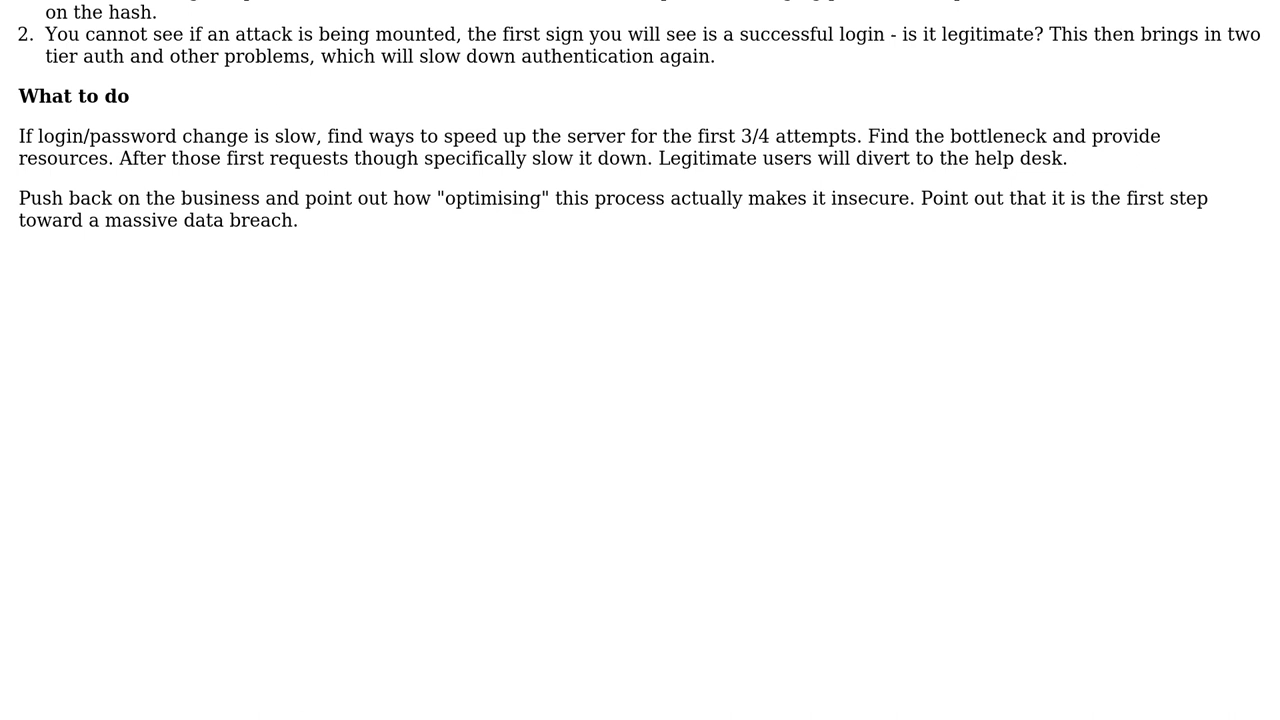 on the hash.
2. You cannot see if an attack is being mounted, the first sign you will see is a successful login - is it legitimate? This then brings in two
tier auth and other problems, which will slow down authentication again.
What to do
If login/password change is slow, find ways to speed up the server for the first 3/4 attempts. Find the bottleneck and provide
resources. After those first requests though specifically slow it down. Legitimate users will divert to the help desk.
Push back on the business and point out how "optimising" this process actually makes it insecure. Point out that it is the first step
toward a massive data breach.